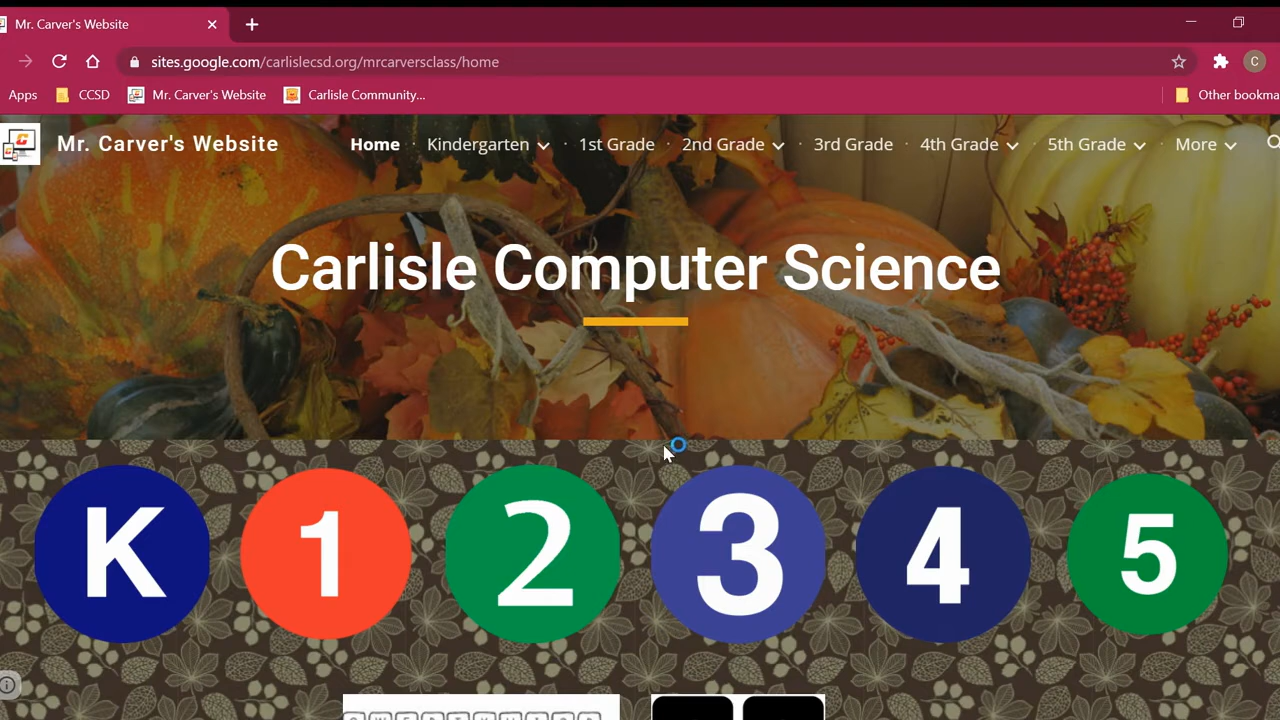 Mr. Carver's Website
sites.google.com/carlislecsd.org/mrcarversclass/home
C
Apps CCSD Mr. Carver's Website Carlisle Community... Other bookma
Mr. Carver's Website Home · Kindergarten · 1st Grade · 2nd Grade · 3rd Grade · 4th Grade · 5th Grade · More
Carlisle Computer Science
K 1 2 3 4 5